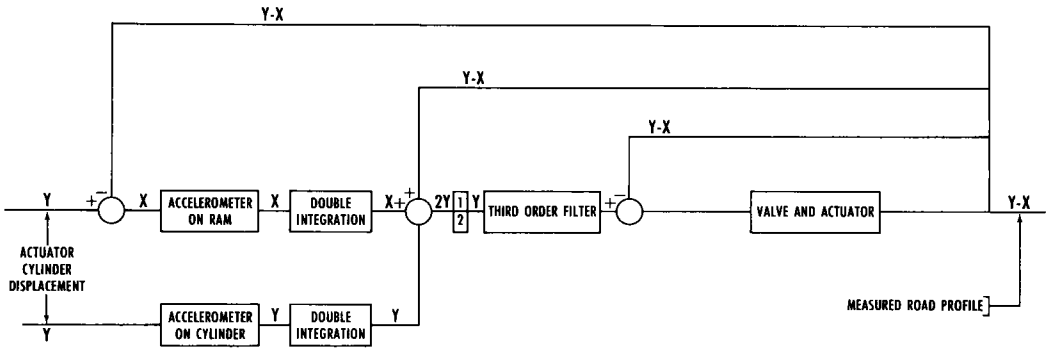 Y-X
Y-X
Y-X
Y + − X ACCELEROMETER ON RAM X DOUBLE INTEGRATION X + + 2Y 1/2 Y THIRD ORDER FILTER + − VALVE AND ACTUATOR Y-X
ACTUATOR
CYLINDER
DISPLACEMENT
MEASURED ROAD PROFILE
Y ACCELEROMETER ON CYLINDER Y DOUBLE INTEGRATION Y